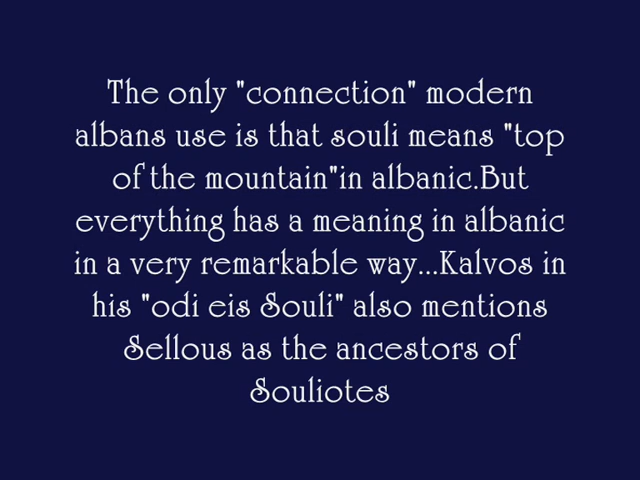 The only "connection" modern
albans use is that souli means "top
of the mountain"in albanic.But
everything has a meaning in albanic
in a very remarkable way...Kalvos in
his "odi eis Souli" also mentions
Sellous as the ancestors of
Souliotes